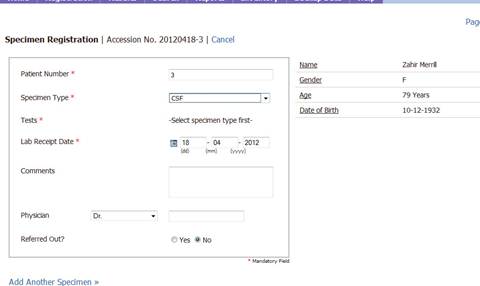 Page
Specimen Registration | Accession No. 20120418-3 | Cancel
Patient Number * 3
Specimen Type * CSF
Tests * -Select specimen type first-
Lab Receipt Date * 18 - 04 - 2012
(dd) (mm) (yyyy)
Comments
Physician Dr.
Referred Out? Yes No
* Mandatory Field
Add Another Specimen »
Name Zahir Merrill
Gender F
Age 79 Years
Date of Birth 10-12-1932